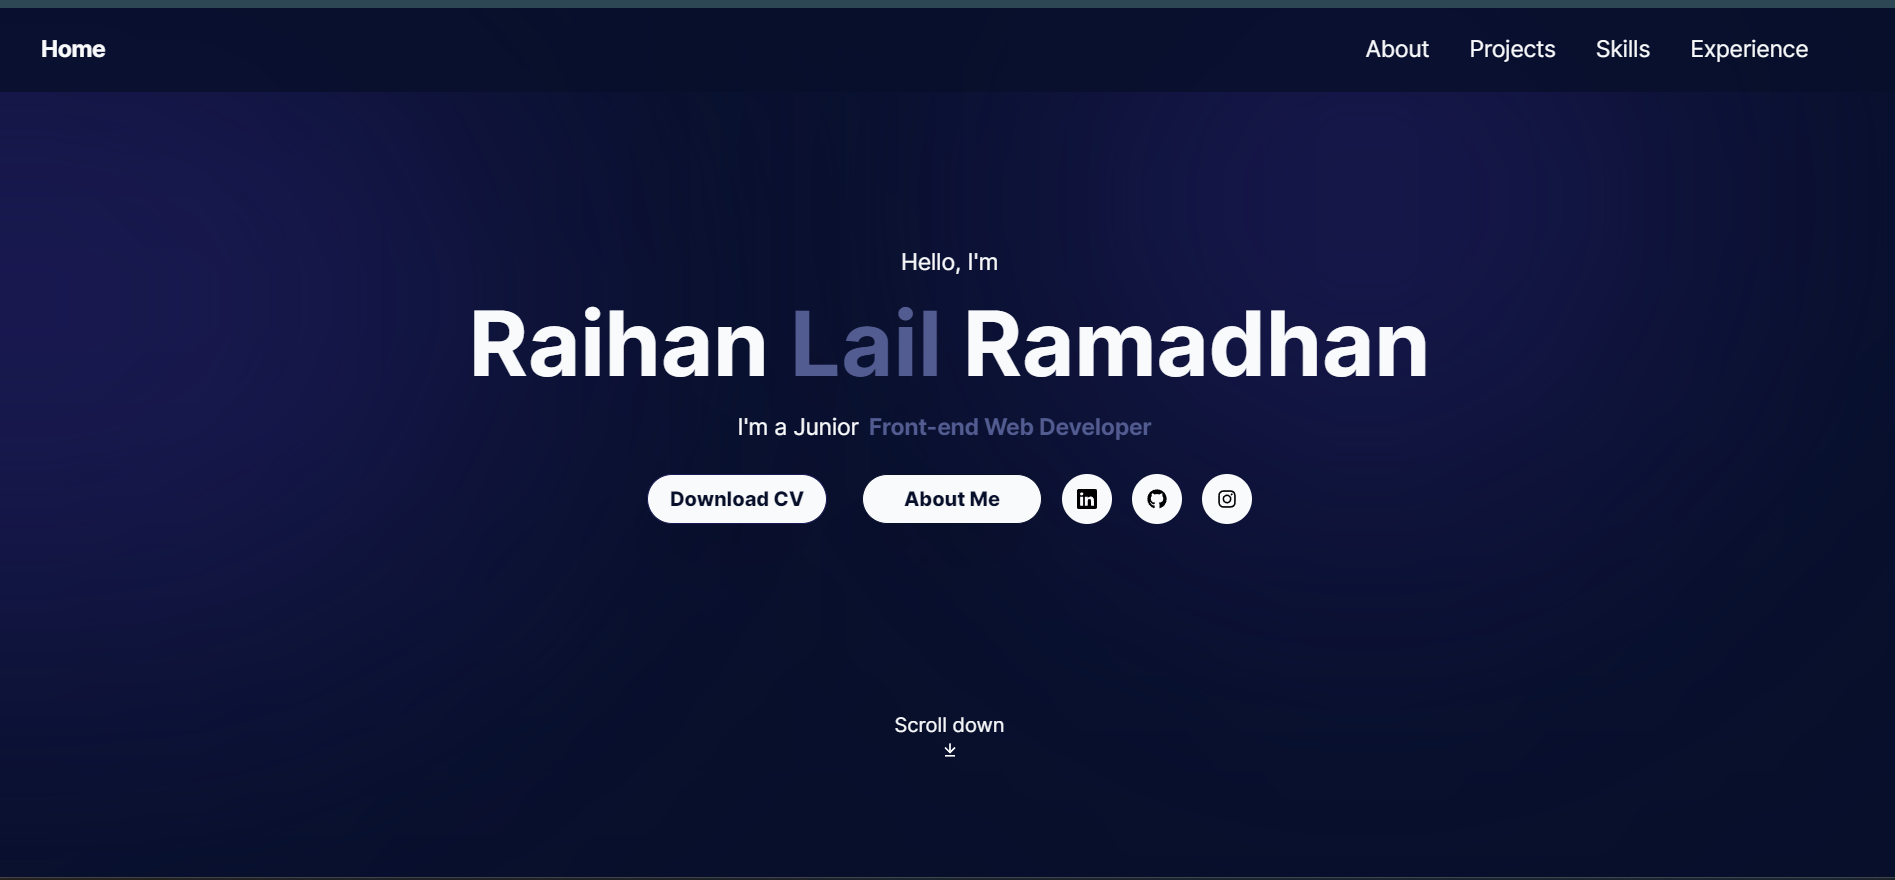 Home About Projects Skills Experience
Hello, I'm
Raihan Lail Ramadhan
I'm a Junior Front-end Web Developer
Download CV About Me in
Scroll down